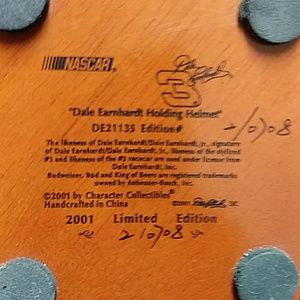 NASCAR
3
"Dale Earnhardt Holding Helmet"
DE21135 Edition# 21008
The likeness of Dale Earnhardt/Dale Earnhardt, Jr., signature
of Dale Earnhardt/Dale Earnhardt, Jr., likeness of the stylized
#3 and likeness of the #3 racecar are used under license from
Dale Earnhardt, Inc.
Budweiser, Bud and King of Beers are registered trademarks
owned by Anheuser-Busch, Inc.
©2001 by Character Collectibles
Handcrafted in China
2001 Limited Edition